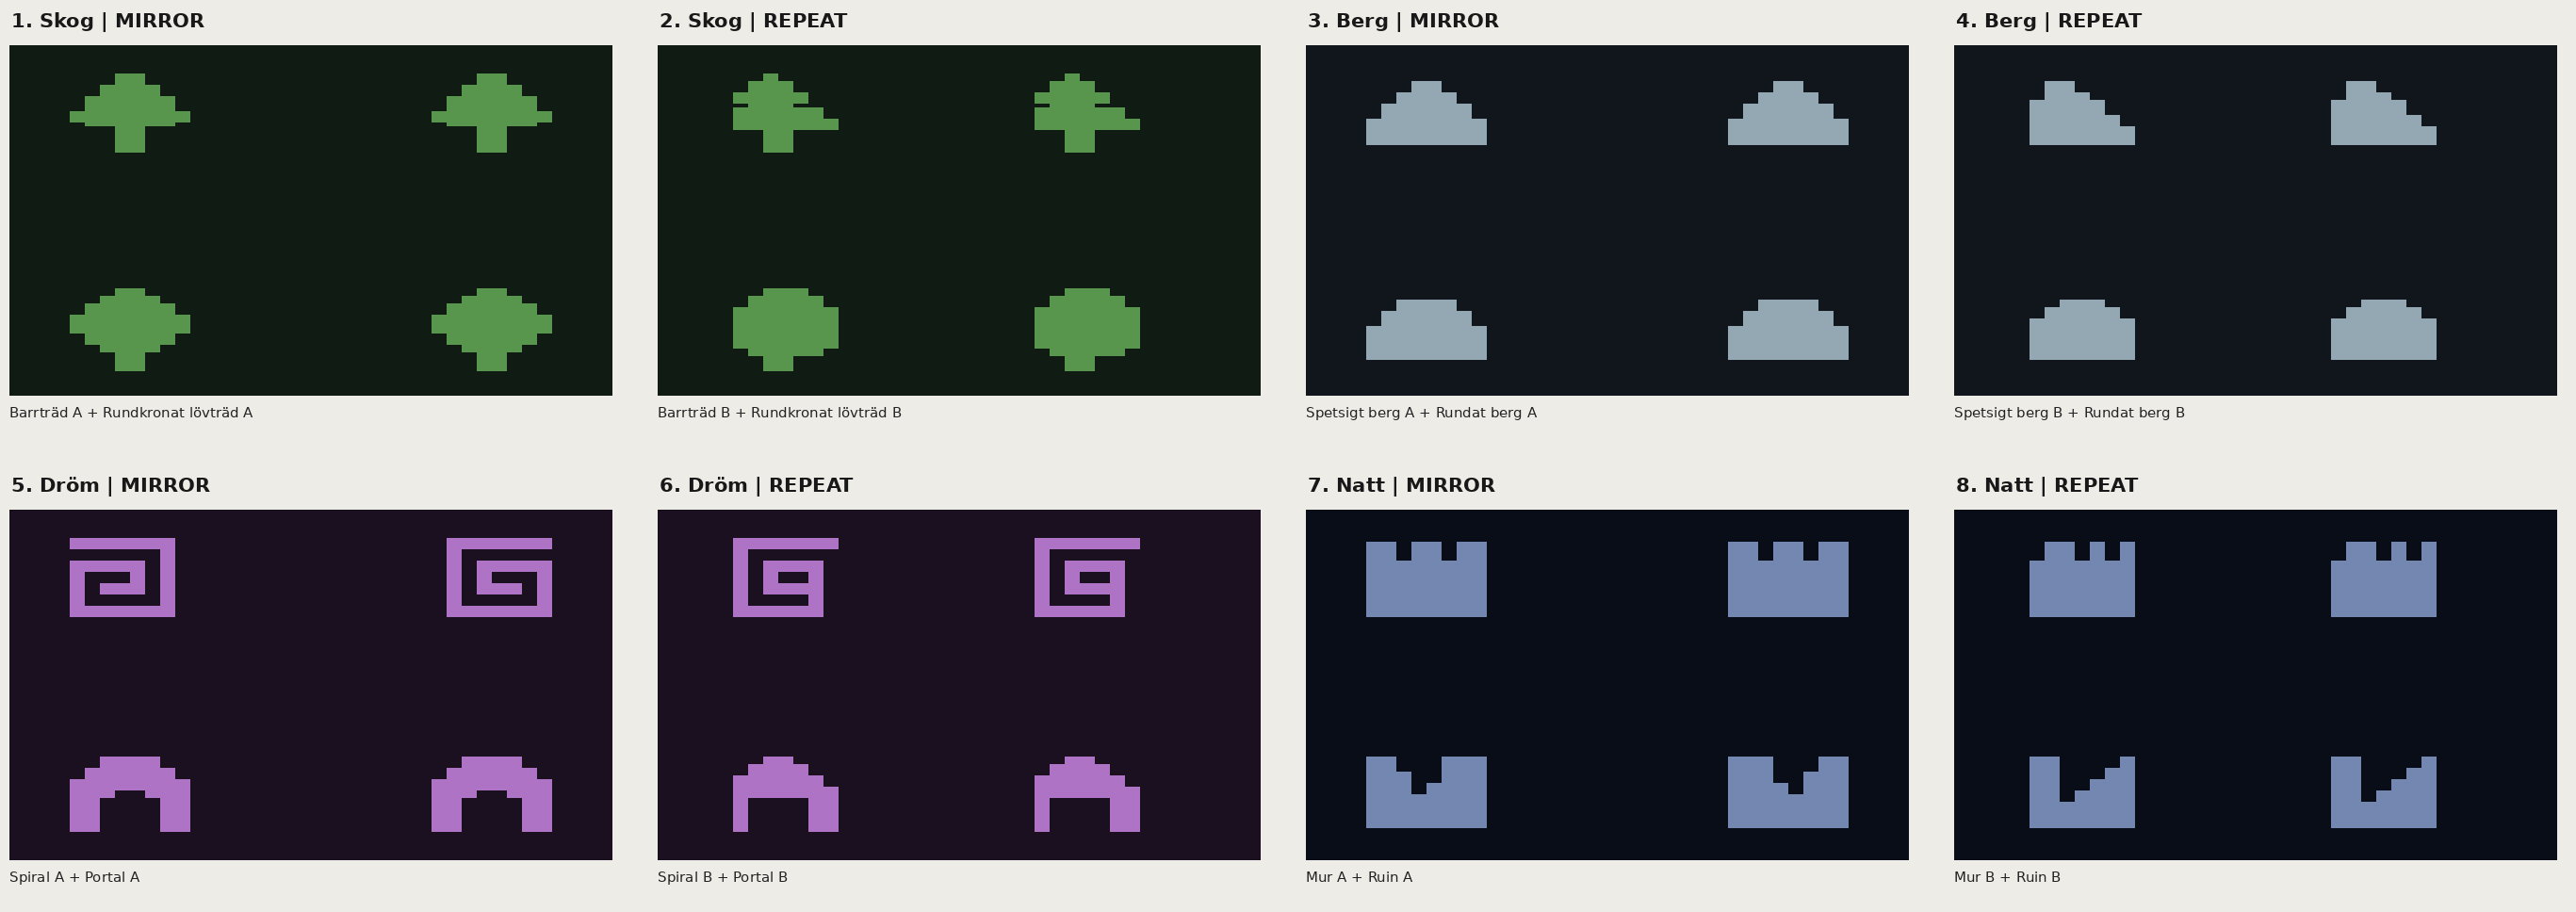 1. Skog | MIRROR
2. Skog | REPEAT
3. Berg | MIRROR
4. Berg | REPEAT
Barrträd A + Rundkronat lövträd A
Barrträd B + Rundkronat lövträd B
Spetsigt berg A + Rundat berg A
Spetsigt berg B + Rundat berg B
5. Dröm | MIRROR
6. Dröm | REPEAT
7. Natt | MIRROR
8. Natt | REPEAT
Spiral A + Portal A
Spiral B + Portal B
Mur A + Ruin A
Mur B + Ruin B